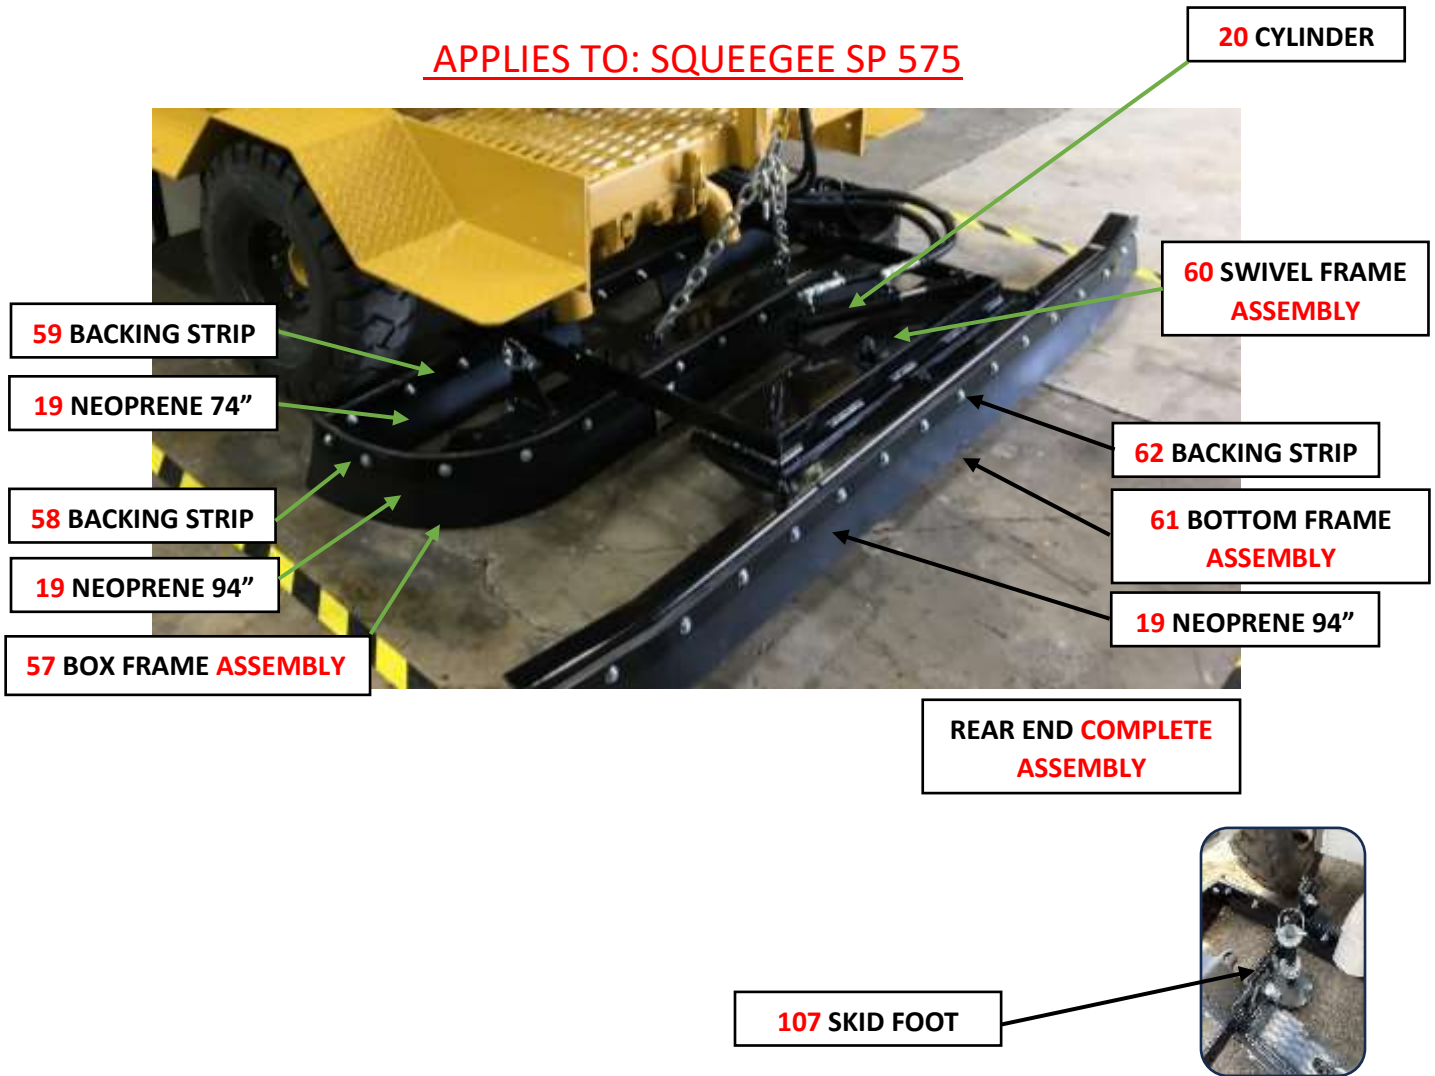 APPLIES TO: SQUEEGEE SP 575
20 CYLINDER
60 SWIVEL FRAME
ASSEMBLY
59 BACKING STRIP
19 NEOPRENE 74”
62 BACKING STRIP
58 BACKING STRIP
61 BOTTOM FRAME
ASSEMBLY
19 NEOPRENE 94”
19 NEOPRENE 94”
57 BOX FRAME ASSEMBLY
REAR END COMPLETE
ASSEMBLY
107 SKID FOOT